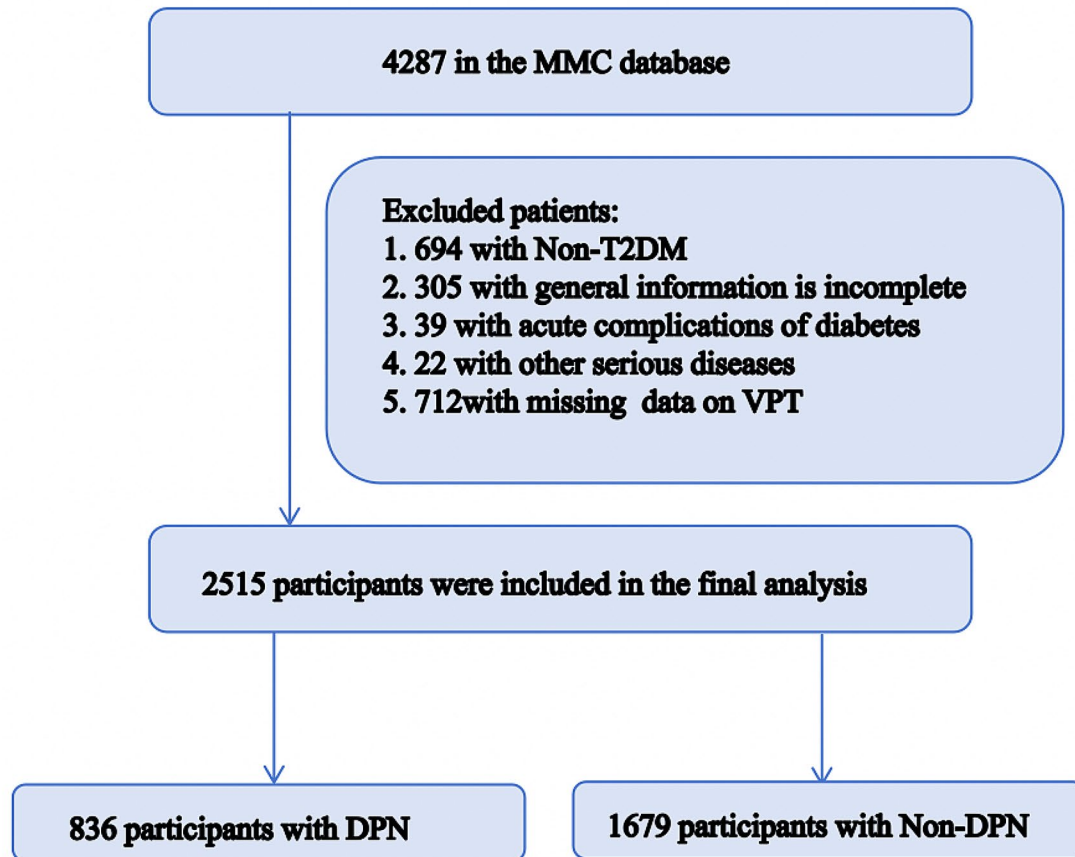 4287 in the MMC database
Excluded patients:
1. 694 with Non-T2DM
2. 305 with general information is incomplete
3. 39 with acute complications of diabetes
4. 22 with other serious diseases
5. 712with missing  data on VPT
2515 participants were included in the final analysis
836 participants with DPN
1679 participants with Non-DPN